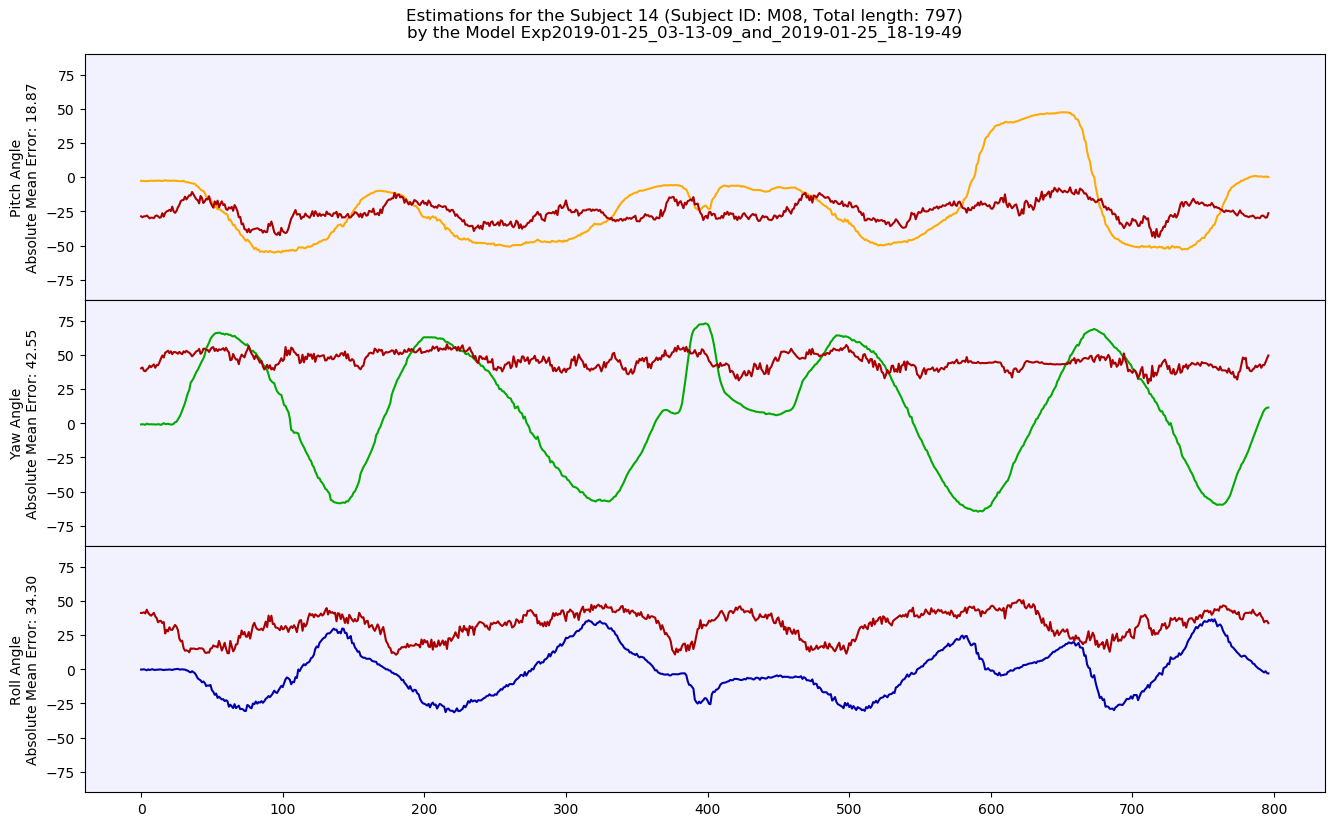 Estimations for the Subject 14 (Subject ID: M08, Total length: 797)
by the Model Exp2019-01-25_03-13-09_and_2019-01-25_18-19-49
Pitch Angle
Absolute Mean Error: 18.87
75
50
25
0
−25
−50
−75
Yaw Angle
Absolute Mean Error: 42.55
75
50
25
0
−25
−50
−75
Roll Angle
Absolute Mean Error: 34.30
75
50
25
0
−25
−50
−75
0 100 200 300 400 500 600 700 800